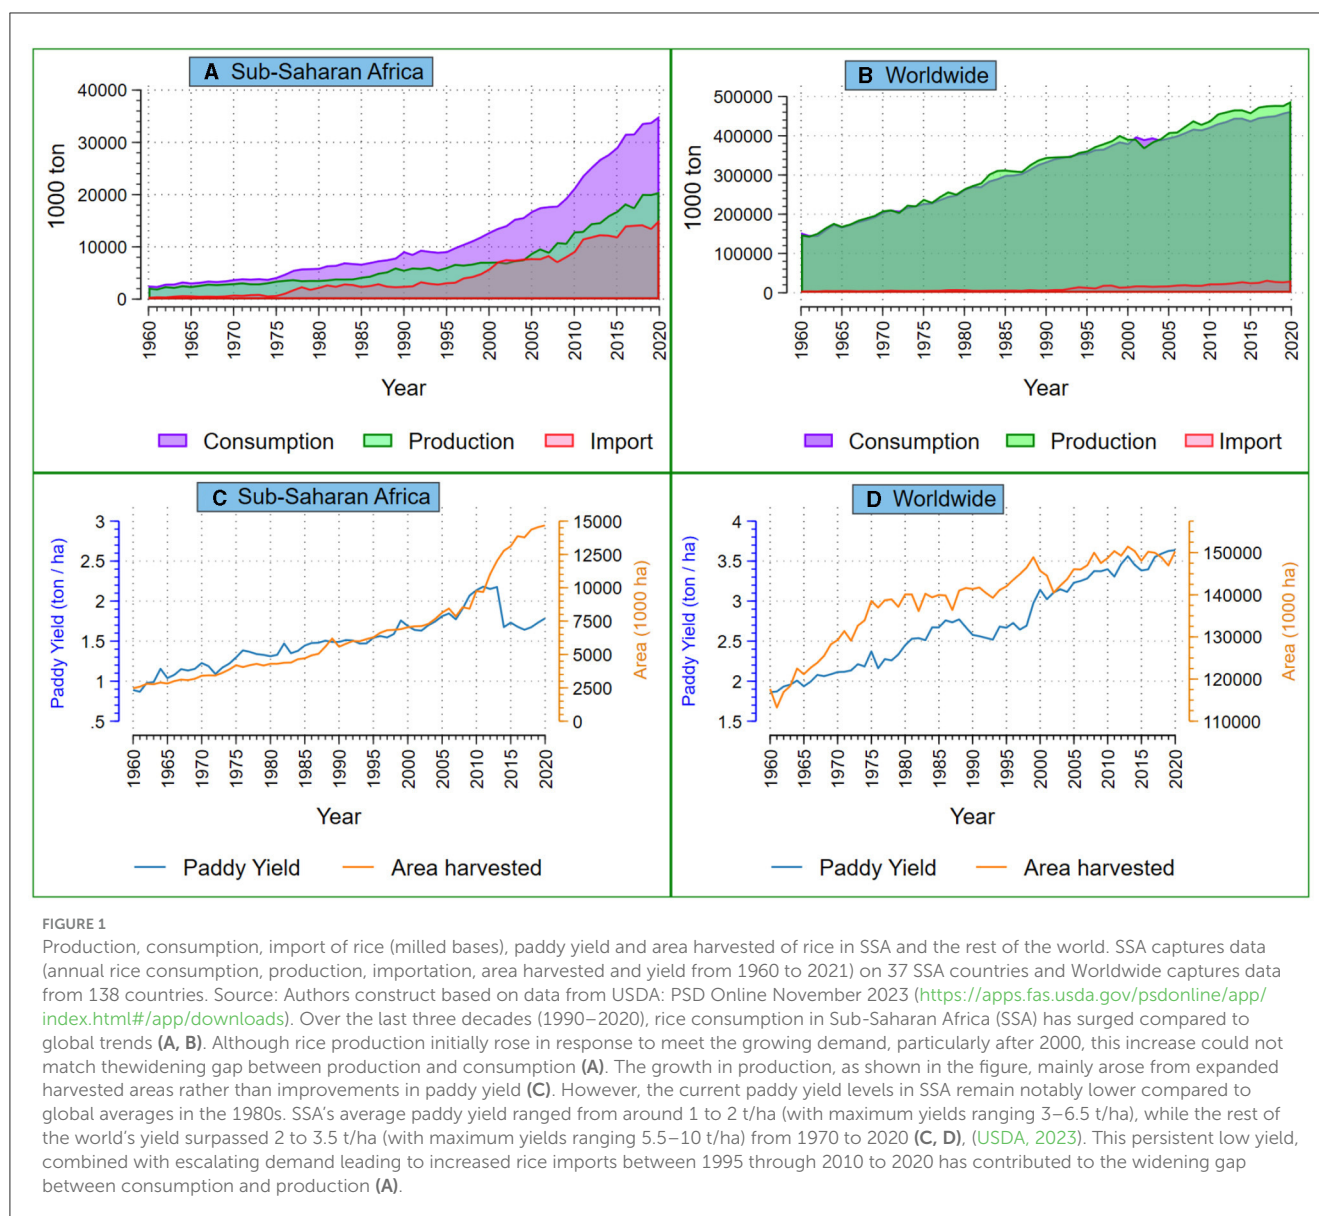 A Sub-Saharan Africa
40000
30000
20000
10000
0
1000 ton
1960
1965
1970
1975
1980
1985
1990
1995
2000
2005
2010
2015
2020
Year
Consumption Production Import
B Worldwide
500000
400000
300000
200000
100000
0
1000 ton
1960
1965
1970
1975
1980
1985
1990
1995
2000
2005
2010
2015
2020
Year
Consumption Production Import
C Sub-Saharan Africa
3
2.5
2
1.5
1
.5
Paddy Yield (ton / ha)
15000
12500
10000
7500
5000
2500
0
Area (1000 ha)
1960
1965
1970
1975
1980
1985
1990
1995
2000
2005
2010
2015
2020
Year
Paddy Yield Area harvested
D Worldwide
4
3.5
3
2.5
2
1.5
Paddy Yield (ton / ha)
150000
140000
130000
120000
110000
Area (1000 ha)
1960
1965
1970
1975
1980
1985
1990
1995
2000
2005
2010
2015
2020
Year
Paddy Yield Area harvested
FIGURE 1
Production, consumption, import of rice (milled bases), paddy yield and area harvested of rice in SSA and the rest of the world. SSA captures data
(annual rice consumption, production, importation, area harvested and yield from 1960 to 2021) on 37 SSA countries and Worldwide captures data
from 138 countries. Source: Authors construct based on data from USDA: PSD Online November 2023 (https://apps.fas.usda.gov/psdonline/app/
index.html#/app/downloads). Over the last three decades (1990–2020), rice consumption in Sub-Saharan Africa (SSA) has surged compared to
global trends (A, B). Although rice production initially rose in response to meet the growing demand, particularly after 2000, this increase could not
match thewidening gap between production and consumption (A). The growth in production, as shown in the figure, mainly arose from expanded
harvested areas rather than improvements in paddy yield (C). However, the current paddy yield levels in SSA remain notably lower compared to
global averages in the 1980s. SSA's average paddy yield ranged from around 1 to 2 t/ha (with maximum yields ranging 3–6.5 t/ha), while the rest of
the world's yield surpassed 2 to 3.5 t/ha (with maximum yields ranging 5.5–10 t/ha) from 1970 to 2020 (C, D), (USDA, 2023). This persistent low yield,
combined with escalating demand leading to increased rice imports between 1995 through 2010 to 2020 has contributed to the widening gap
between consumption and production (A).